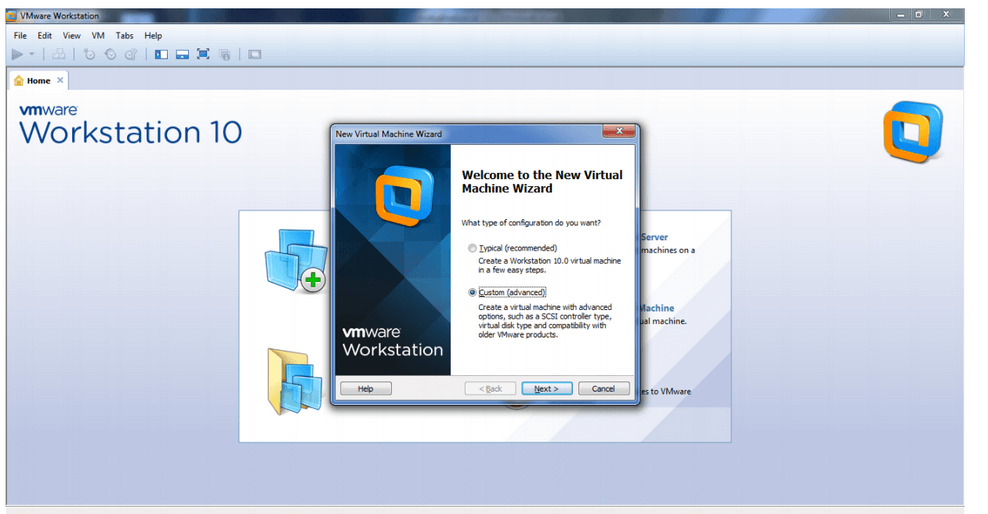 VMware Workstation
File Edit View VM Tabs Help
Home
vmware
Workstation 10
New Virtual Machine Wizard
Welcome to the New Virtual
Machine Wizard
What type of configuration do you want?
Typical (recommended)
Create a Workstation 10.0 virtual machine
in a few easy steps.
Custom (advanced)
Create a virtual machine with advanced
options, such as a SCSI controller type,
virtual disk type and compatibility with
older VMware products.
vmware
Workstation
Help < Back Next > Cancel
Server
machines on a
Machine
ual machine.
es to VMware